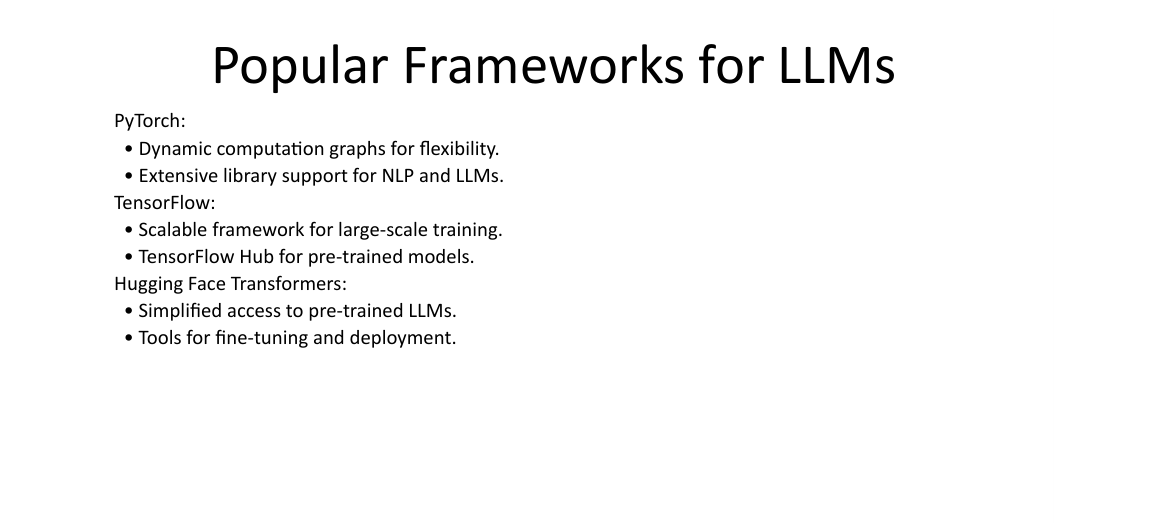 Popular Frameworks for LLMs
PyTorch:
• Dynamic computation graphs for flexibility.
• Extensive library support for NLP and LLMs.
TensorFlow:
• Scalable framework for large-scale training.
• TensorFlow Hub for pre-trained models.
Hugging Face Transformers:
• Simplified access to pre-trained LLMs.
• Tools for fine-tuning and deployment.